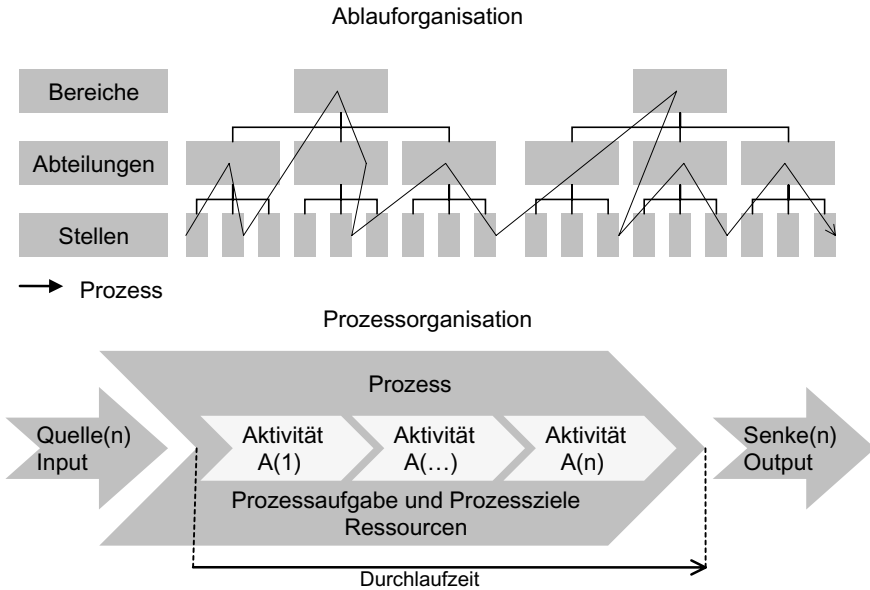 Ablauforganisation
Bereiche
Abteilungen
Stellen
Prozess
Prozessorganisation
Prozess
Quelle(n)
Input
Aktivität
A(1)
Aktivität
A(…)
Aktivität
A(n)
Senke(n)
Output
Prozessaufgabe und Prozessziele
Ressourcen
Durchlaufzeit